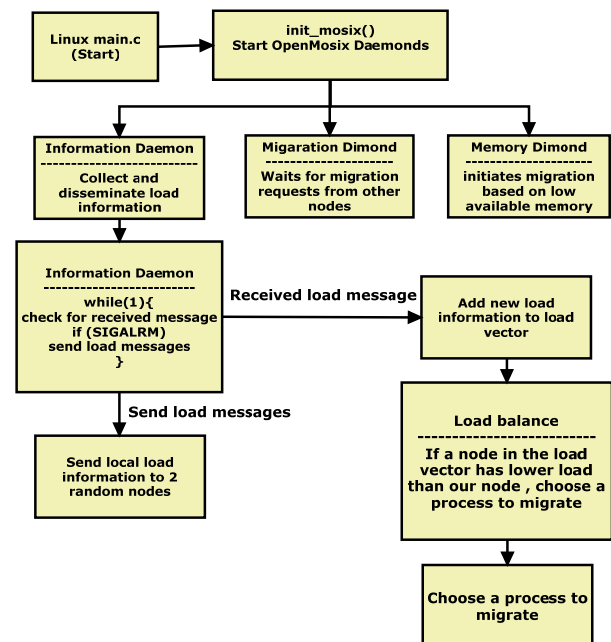 Linux main.c
(Start)
init_mosix()
Start OpenMosix Daemonds
Information Daemon
----------------------------
Collect and
disseminate load
information
Migaration Dimond
----------------------
Waits for migration
requests from other
nodes
Memory Dimond
----------------------
initiates migration
based on low
available memory
Information Daemon
--------------------------
while(1){
check for received message
if (SIGALRM)
send load messages
}
Received load message
Add new load
information to load
vector
Send load messages
Send local load
information to 2
random nodes
Load balance
------------------------------
If a node in the load
vector has lower load
than our node , choose a
process to migrate
Choose a process to
migrate